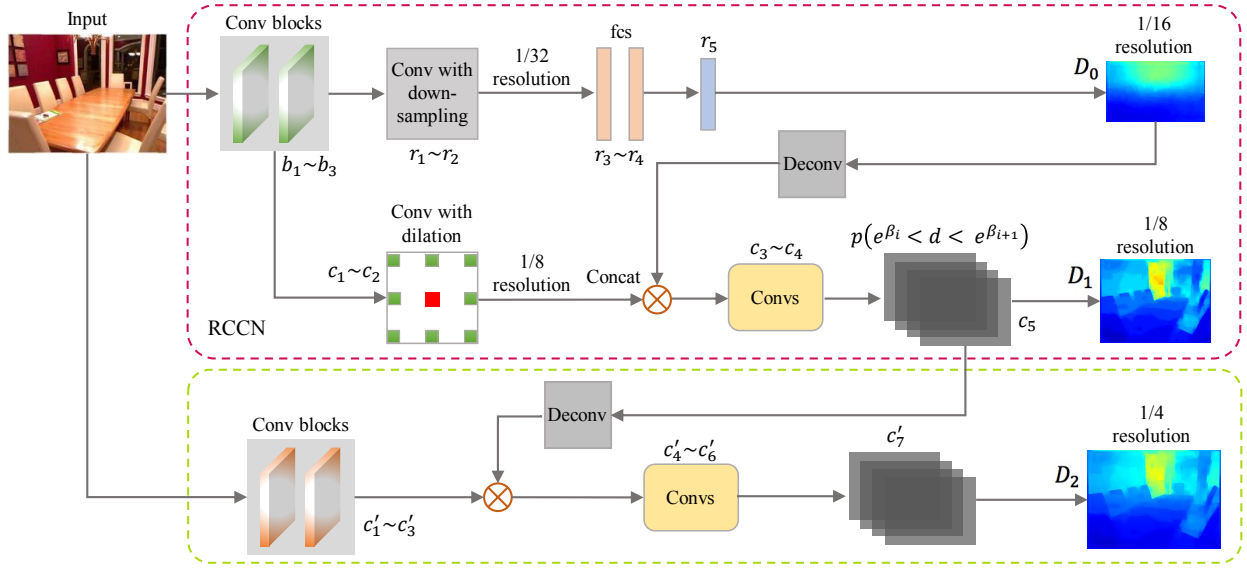 Input
Conv blocks
b₁~b₃
Conv with
down-
sampling
r₁~r₂
1/32
resolution
fcs
r₃~r₄
r₅
1/16
resolution
D₀
Deconv
Conv with
dilation
c₁~c₂
1/8
resolution
Concat
c₃~c₄
Convs
p(e^{β_i} < d < e^{β_{i+1}})
c₅
1/8
resolution
D₁
RCCN
Conv blocks
c′₁~c′₃
Deconv
c′₄~c′₆
Convs
c′₇
1/4
resolution
D₂